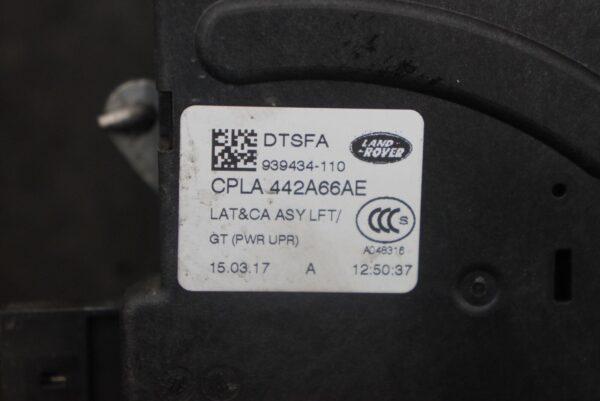 DTSFA
LAND
-ROVER
939434-110
CPLA 442A66AE
LAT&CA ASY LFT/
GT (PWR UPR)
CCC S
A048316
15.03.17 A 12:50:37